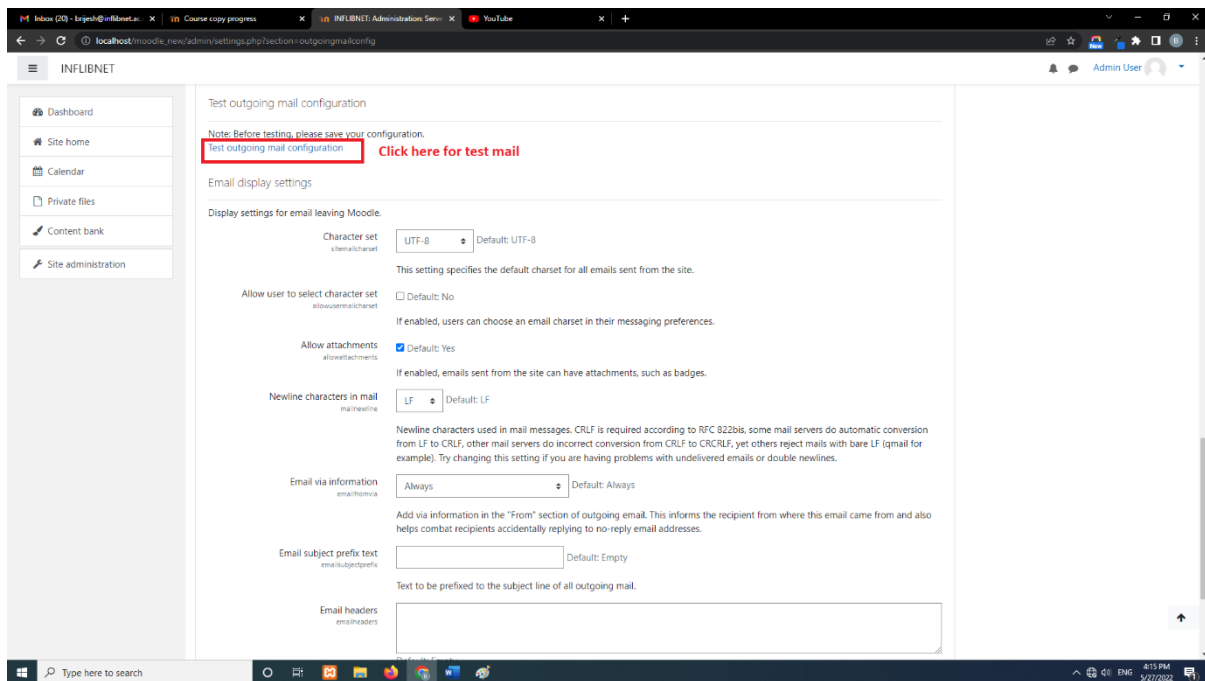 Inbox (20) - brijesh@inflibnet.ac.
Course copy progress
INFLIBNET: Administration: Serve
YouTube
localhost/moodle_new/admin/settings.php?section=outgoingmailconfig
New
B
INFLIBNET
Admin User
Dashboard
Site home
Calendar
Private files
Content bank
Site administration
Test outgoing mail configuration
Note: Before testing, please save your configuration.
Test outgoing mail configuration
Click here for test mail
Email display settings
Display settings for email leaving Moodle.
Character set
sitemailcharset
UTF-8
Default: UTF-8
This setting specifies the default charset for all emails sent from the site.
Allow user to select character set
allowusermailcharset
Default: No
If enabled, users can choose an email charset in their messaging preferences.
Allow attachments
allowattachments
Default: Yes
If enabled, emails sent from the site can have attachments, such as badges.
Newline characters in mail
mailnewline
LF
Default: LF
Newline characters used in mail messages. CRLF is required according to RFC 822bis, some mail servers do automatic conversion
from LF to CRLF, other mail servers do incorrect conversion from CRLF to CRCRLF, yet others reject mails with bare LF (qmail for
example). Try changing this setting if you are having problems with undelivered emails or double newlines.
Email via information
emailfromvia
Always
Default: Always
Add via information in the "From" section of outgoing email. This informs the recipient from where this email came from and also
helps combat recipients accidentally replying to no-reply email addresses.
Email subject prefix text
emailsubjectprefix
Default: Empty
Text to be prefixed to the subject line of all outgoing mail.
Email headers
emailheaders
Default: Empty
Type here to search
ENG
4:15 PM
5/27/2022